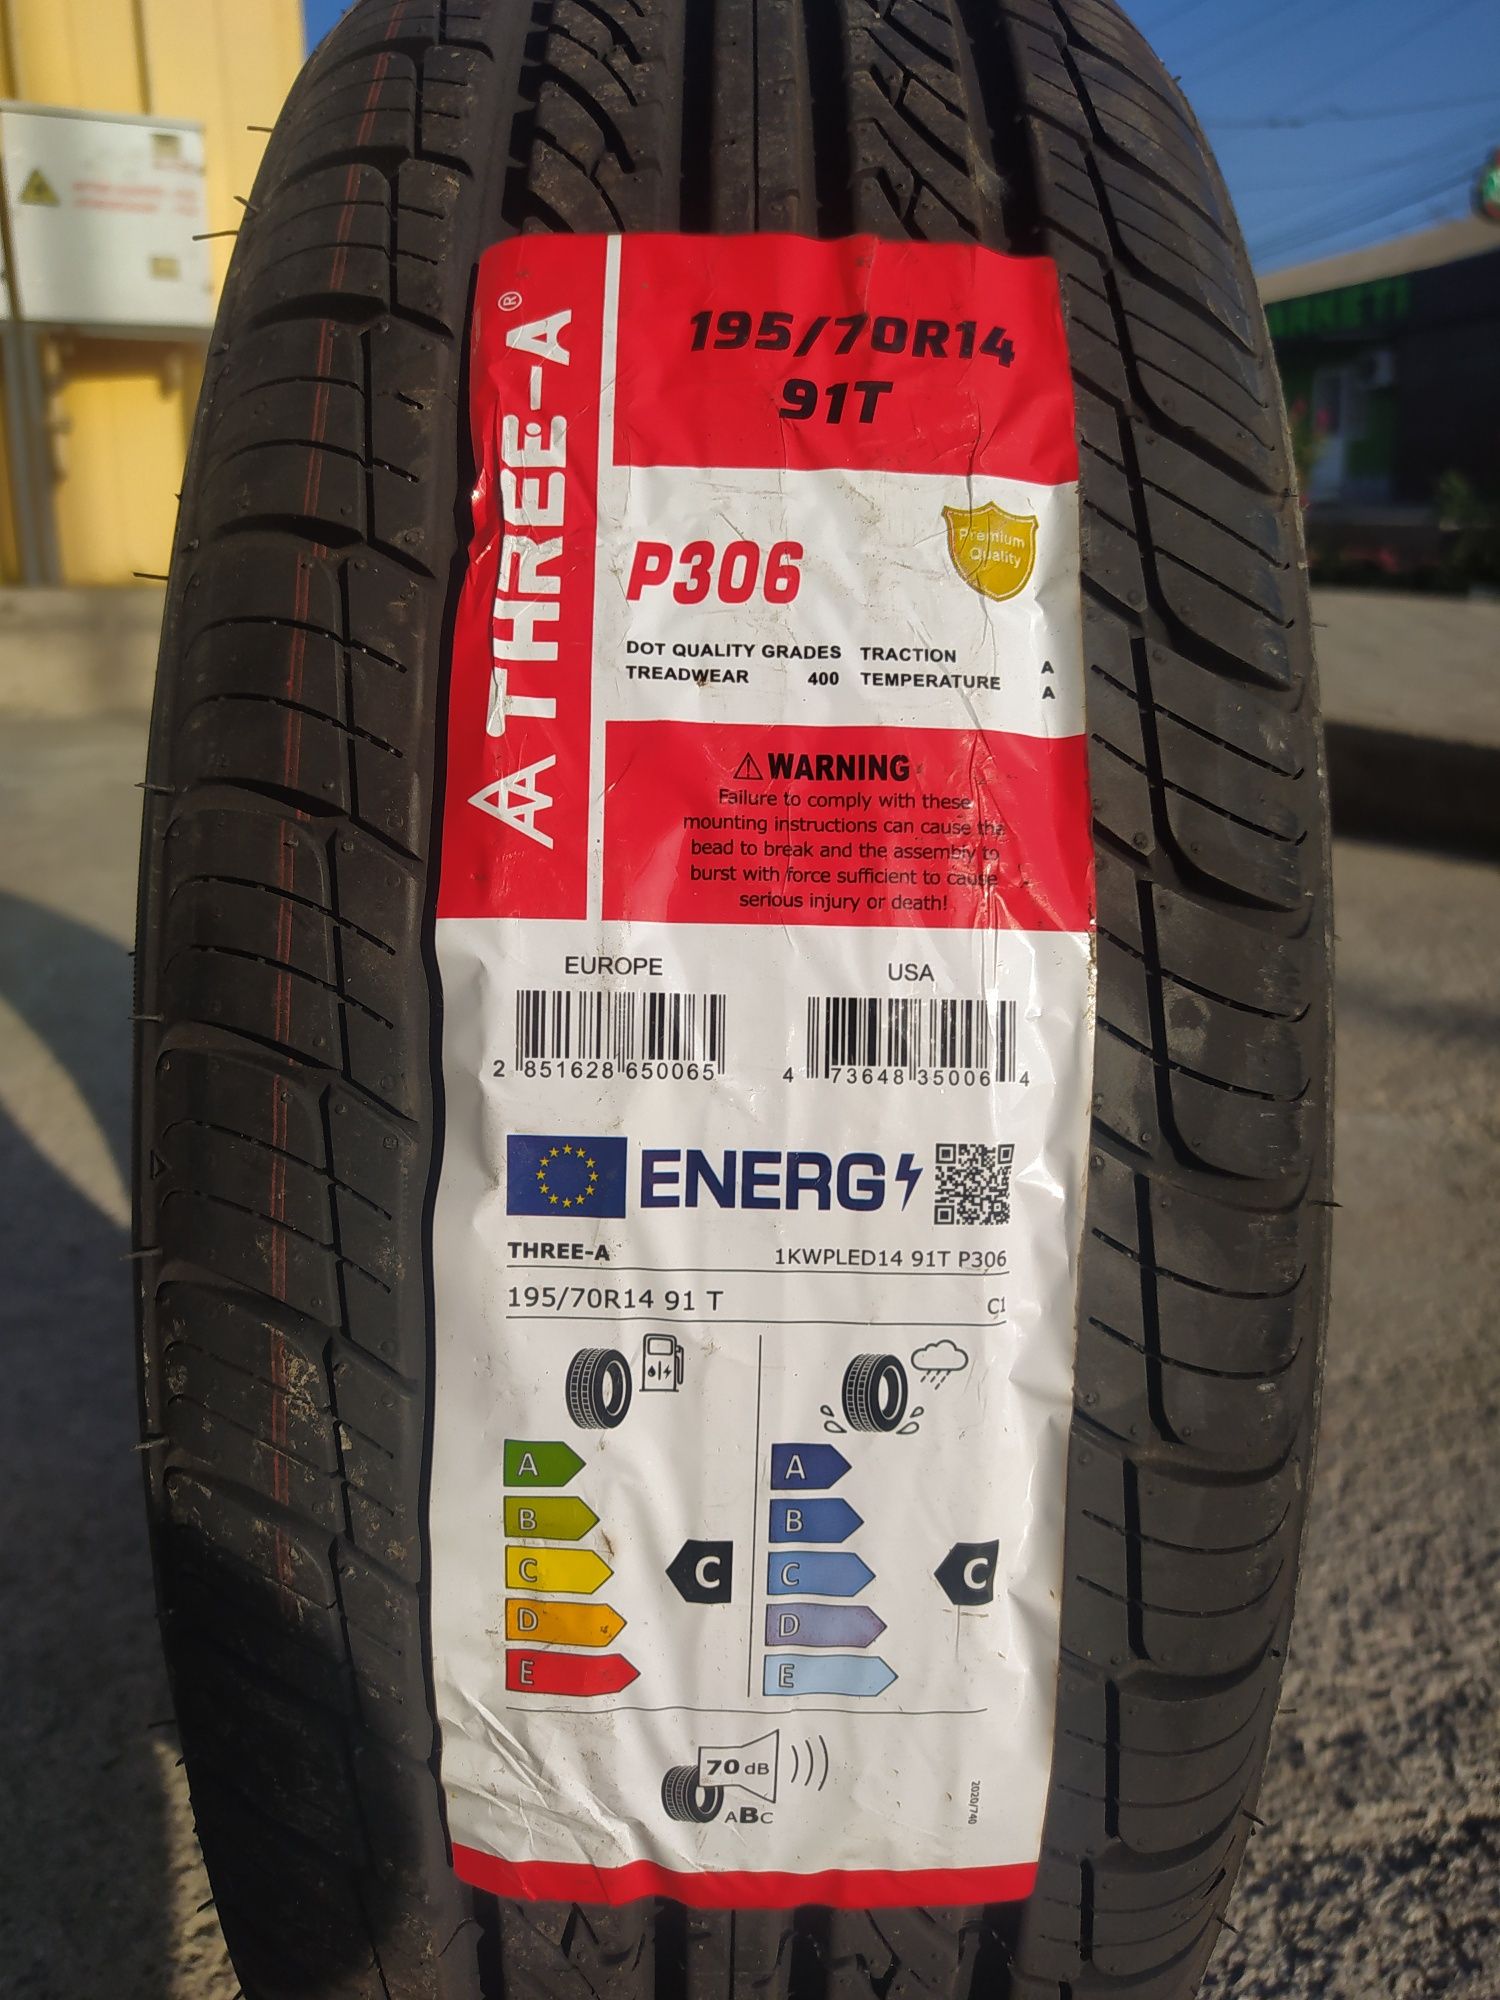 THREE-A®
195/70R14
91T
P306
Premium
Quality
DOT QUALITY GRADES TRACTION A
TREADWEAR 400 TEMPERATURE A
WARNING
Failure to comply with these
mounting instructions can cause the
bead to break and the assembly to
burst with force sufficient to cause
serious injury or death!
EUROPE
2 851628 650065
USA
4 73648 35006 4
ENERG
THREE-A 1KWPLED14 91T P306
195/70R14 91 T C1
A
B
C
D
E
C
A
B
C
D
E
C
70 dB
ABC
2020/740